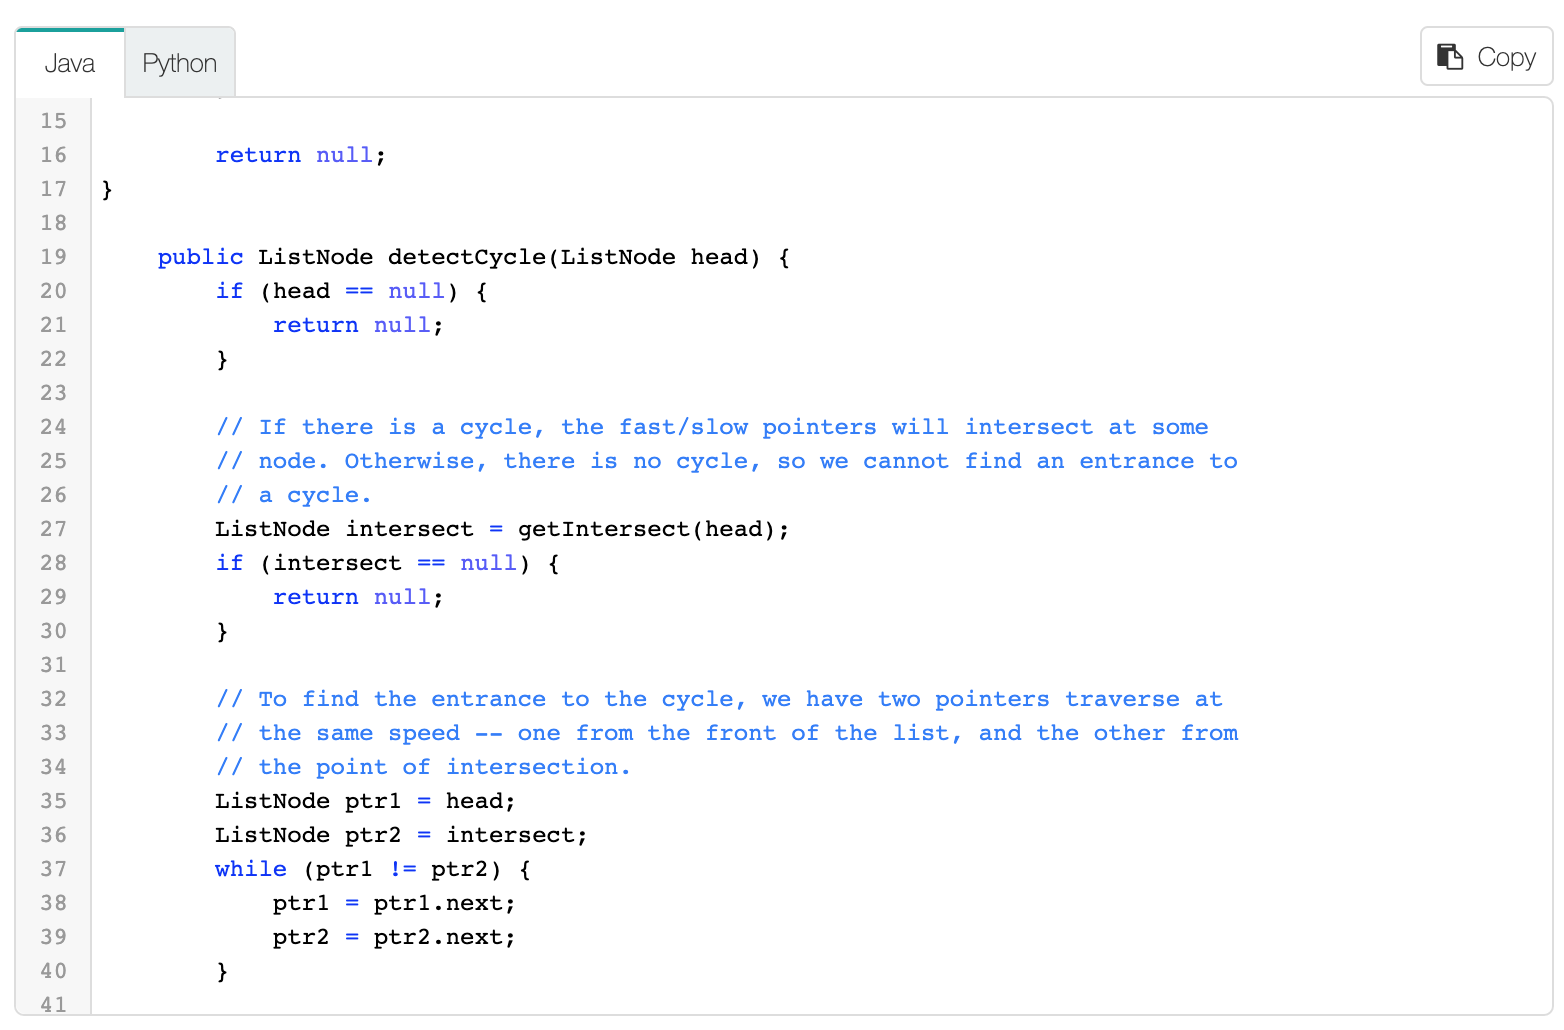 Java Python Copy
15
16 return null;
17 }
18
19 public ListNode detectCycle(ListNode head) {
20 if (head == null) {
21 return null;
22 }
23
24 // If there is a cycle, the fast/slow pointers will intersect at some
25 // node. Otherwise, there is no cycle, so we cannot find an entrance to
26 // a cycle.
27 ListNode intersect = getIntersect(head);
28 if (intersect == null) {
29 return null;
30 }
31
32 // To find the entrance to the cycle, we have two pointers traverse at
33 // the same speed -- one from the front of the list, and the other from
34 // the point of intersection.
35 ListNode ptr1 = head;
36 ListNode ptr2 = intersect;
37 while (ptr1 != ptr2) {
38 ptr1 = ptr1.next;
39 ptr2 = ptr2.next;
40 }
41